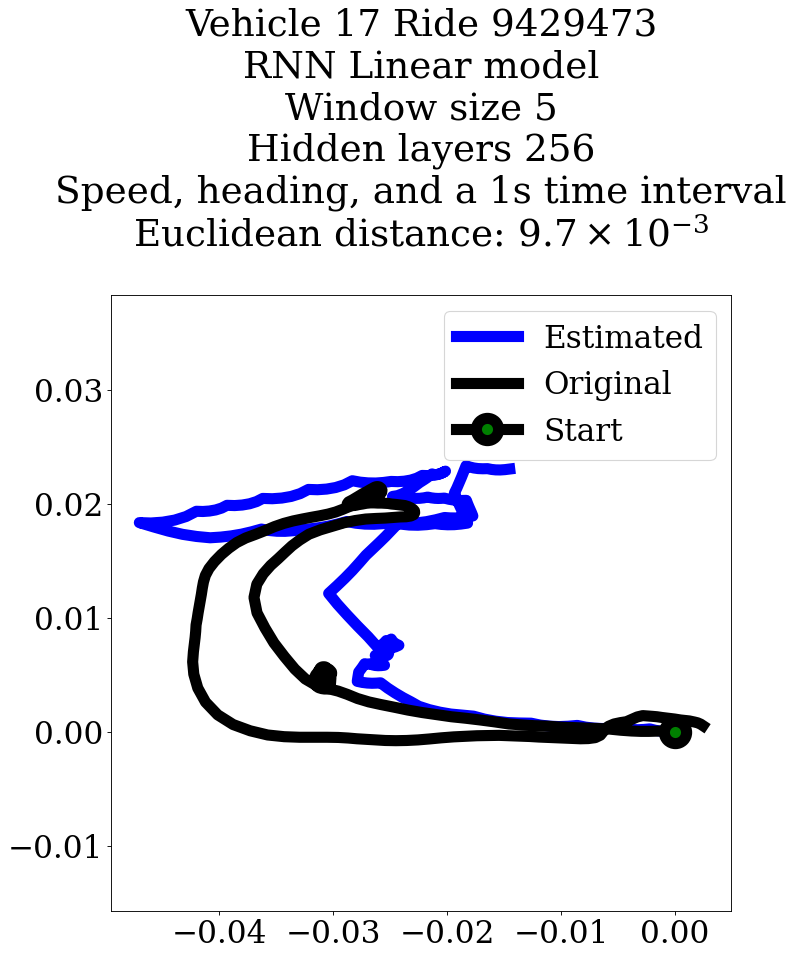 Vehicle 17 Ride 9429473
RNN Linear model
Window size 5
Hidden layers 256
Speed, heading, and a 1s time interval
Euclidean distance: 9.7 × 10⁻³
Estimated
Original
Start
0.03
0.02
0.01
0.00
−0.01
−0.04 −0.03 −0.02 −0.01 0.00